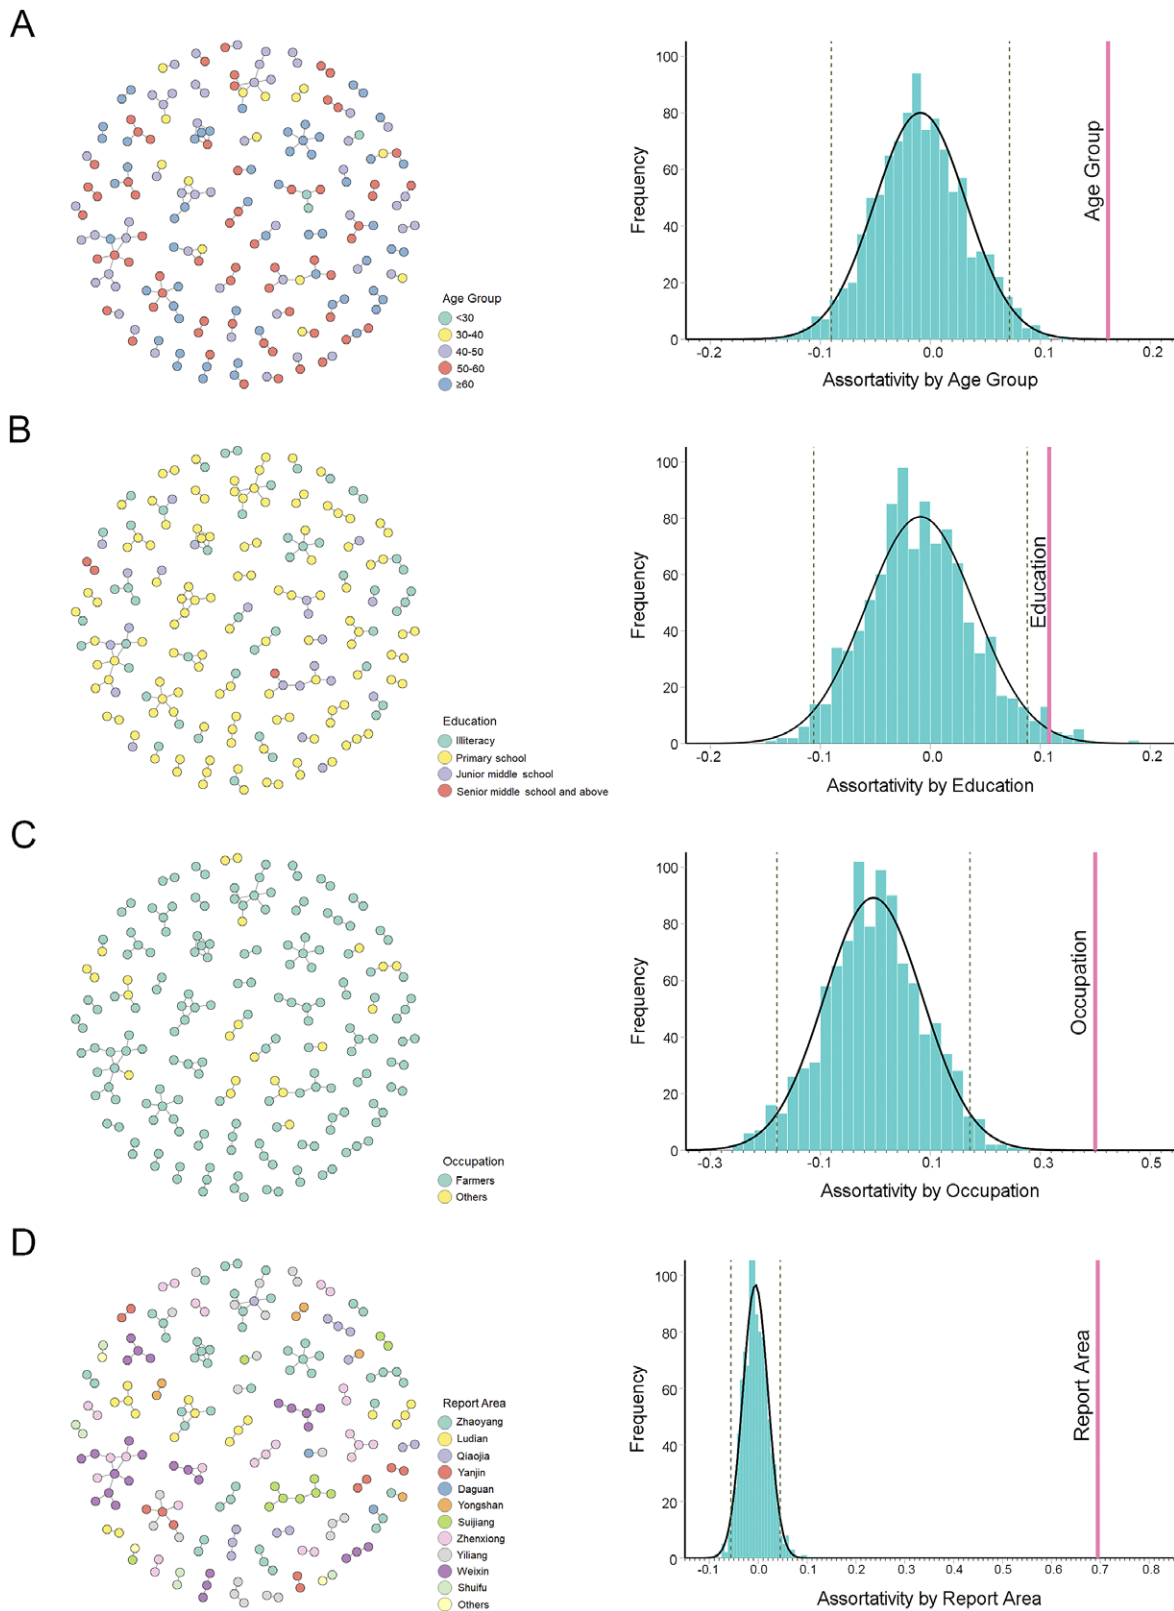 A
Age Group
<30
30-40
40-50
50-60
≥60
100
80
60
40
20
0
Frequency
Age Group
-0.2
-0.1
0.0
0.1
0.2
Assortativity by Age Group
B
Education
Illiteracy
Primary school
Junior middle school
Senior middle school and above
100
80
60
40
20
0
Frequency
Education
-0.2
-0.1
0.0
0.1
0.2
Assortativity by Education
C
Occupation
Farmers
Others
100
80
60
40
20
0
Frequency
Occupation
-0.3
-0.1
0.1
0.3
0.5
Assortativity by Occupation
D
Report Area
Zhaoyang
Ludian
Qiaojia
Yanjin
Daguan
Yongshan
Suijiang
Zhenxiong
Yiliang
Weixin
Shuifu
Others
100
80
60
40
20
0
Frequency
Report Area
-0.1
0.0
0.1
0.2
0.3
0.4
0.5
0.6
0.7
0.8
Assortativity by Report Area